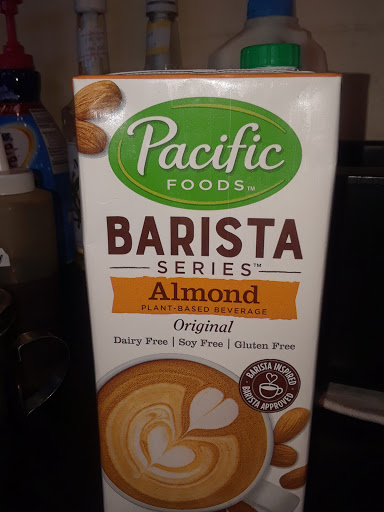 Pacific
FOODS™
BARISTA
SERIES™
Almond
PLANT-BASED BEVERAGE
Original
Dairy Free | Soy Free | Gluten Free
BARISTA INSPIRED
BARISTA APPROVED